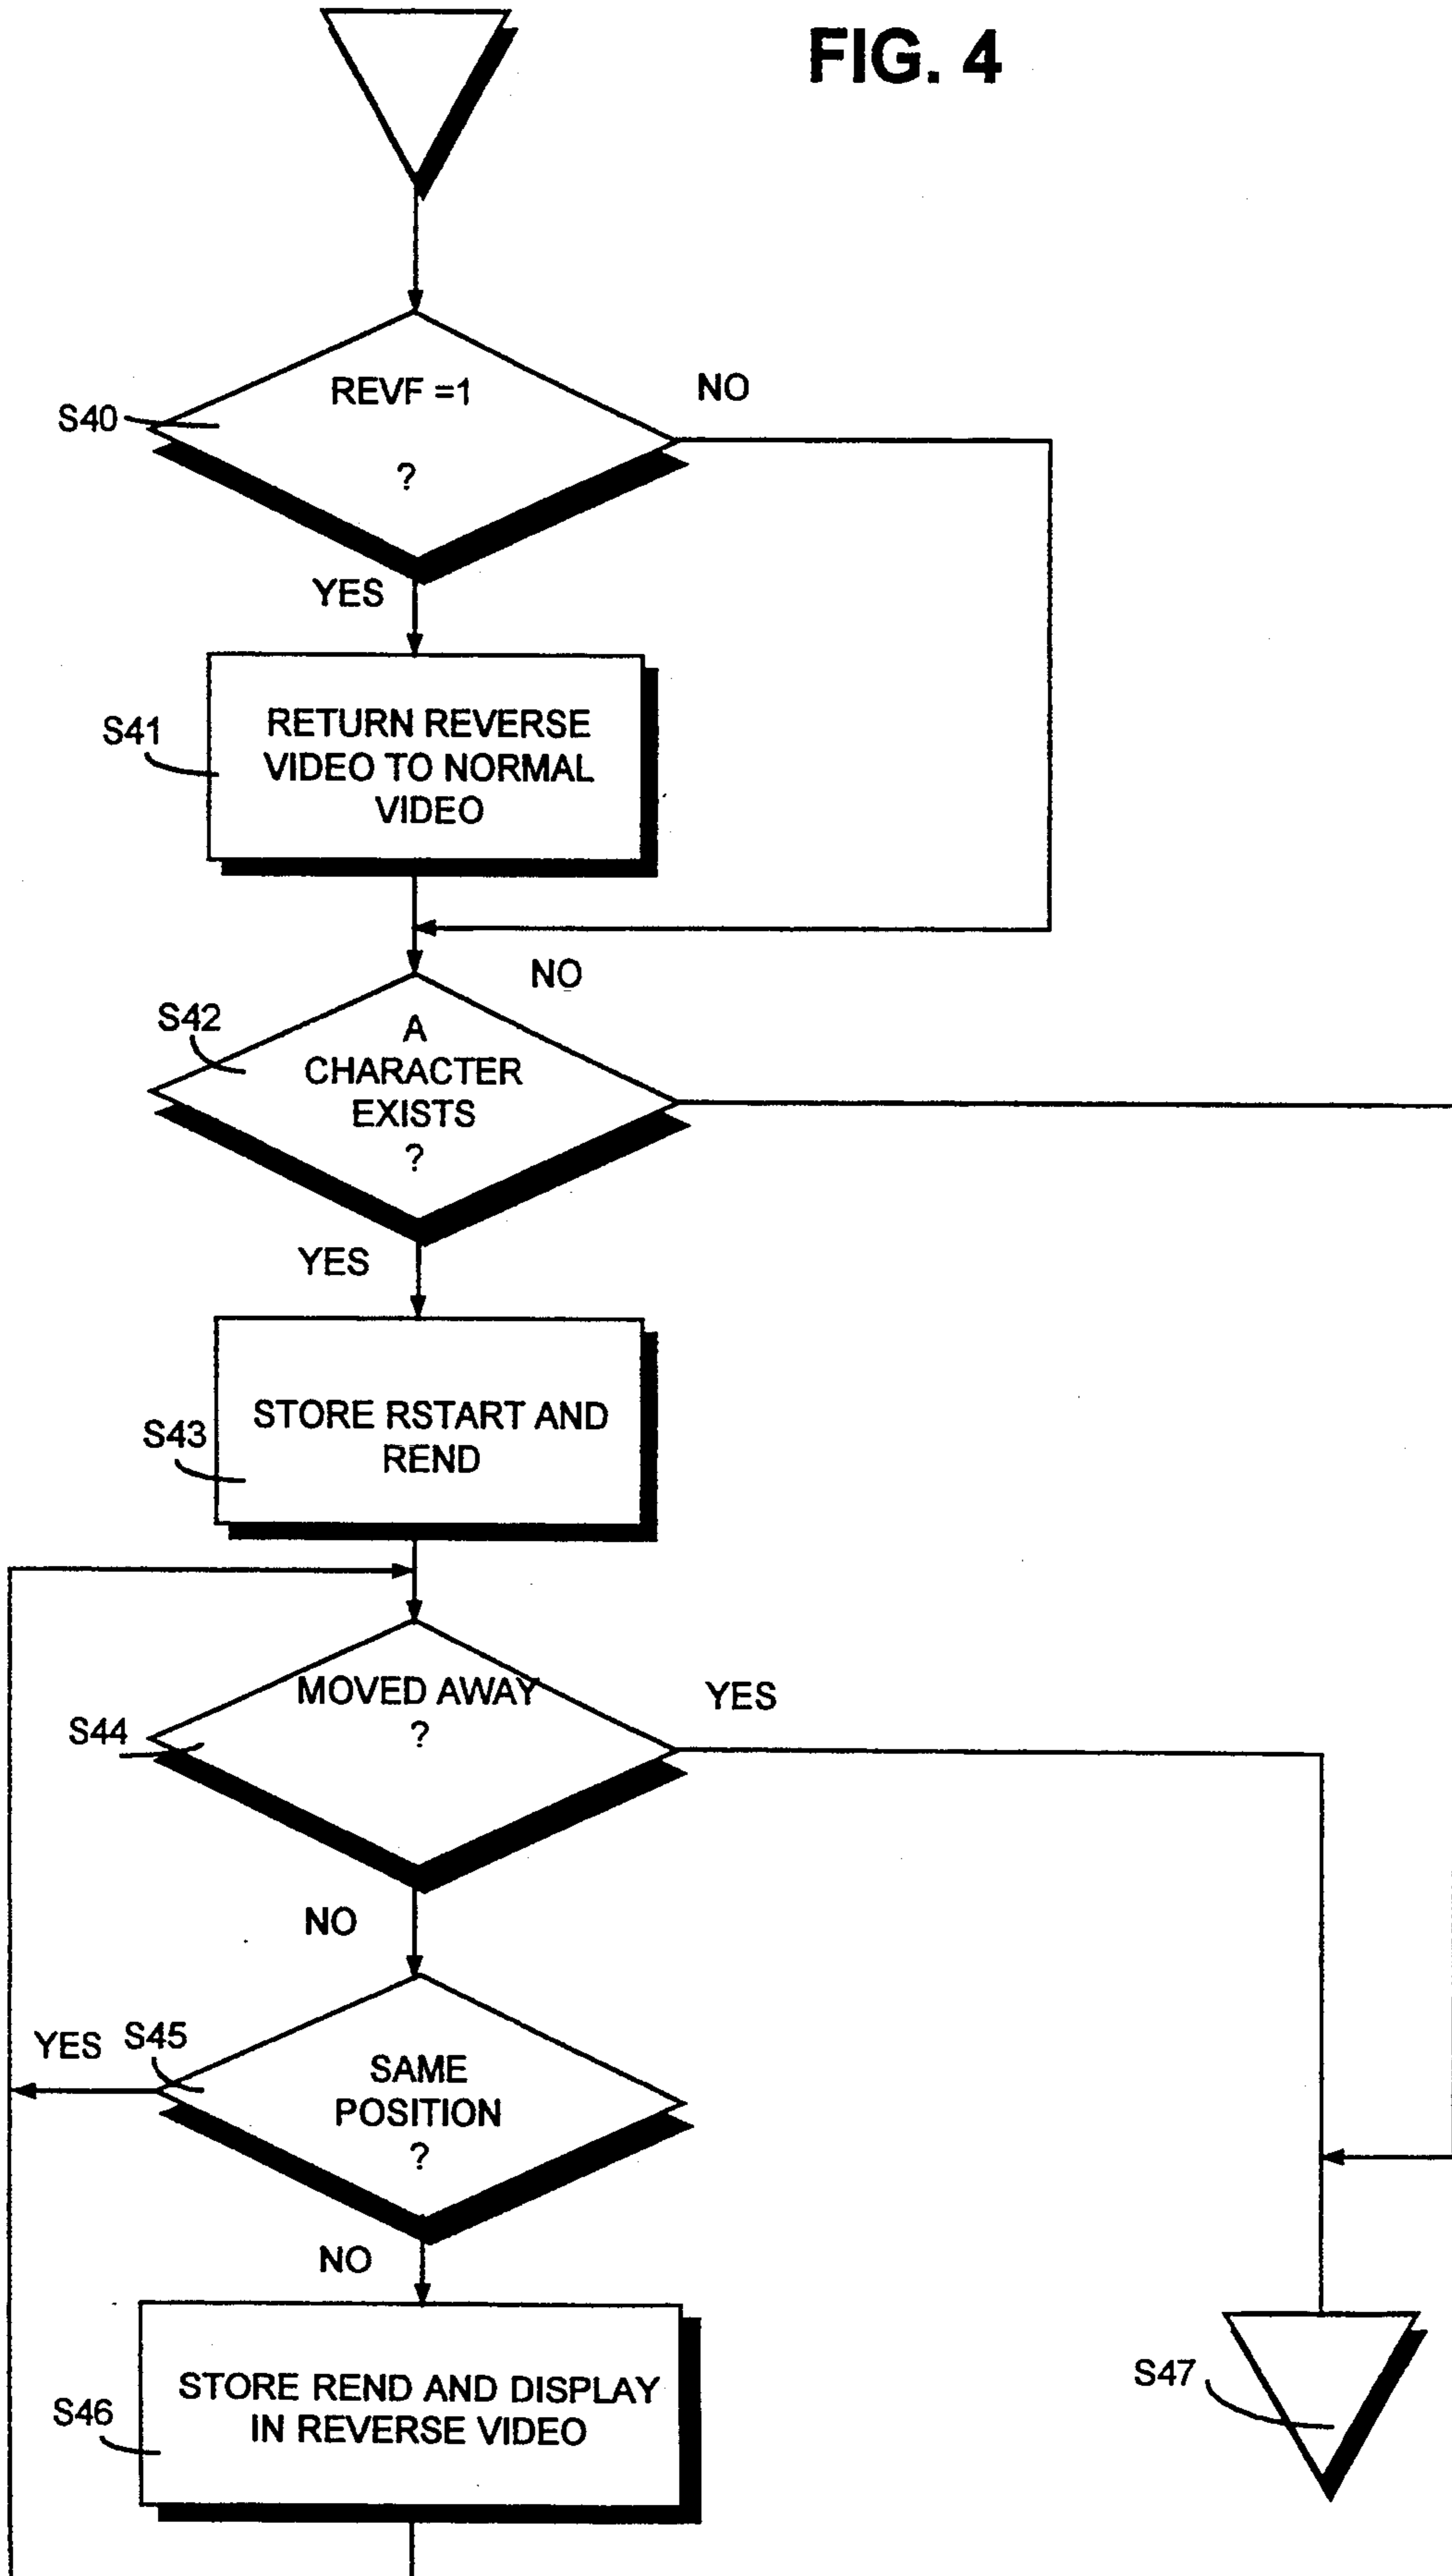 FIG. 4
REVF =1
?
NO
S40
YES
S41
RETURN REVERSE
VIDEO TO NORMAL
VIDEO
NO
S42
A
CHARACTER
EXISTS
?
YES
STORE RSTART AND
REND
S43
MOVED AWAY
?
YES
S44
NO
YES
S45
SAME
POSITION
?
NO
STORE REND AND DISPLAY
IN REVERSE VIDEO
S46
S47